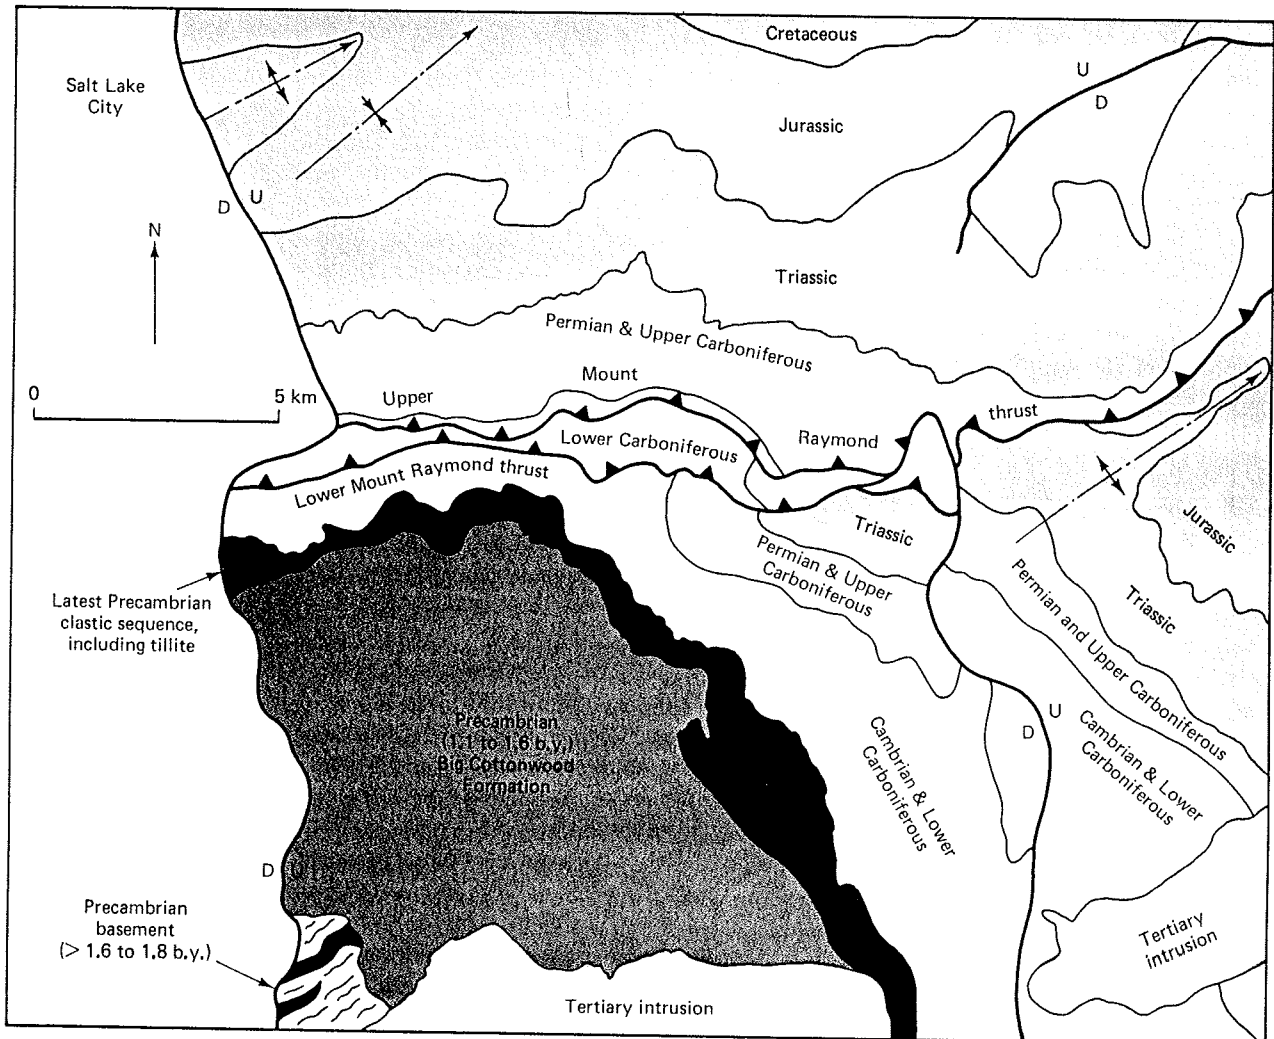 Cretaceous
U
D
Salt Lake
City
Jurassic
D
U
N
Triassic
Permian & Upper Carboniferous
0
5 km
Upper
Mount
Raymond
thrust
Lower Carboniferous
Lower Mount Raymond thrust
Triassic
Jurassic
Permian & Upper
Carboniferous
Triassic
Permian and Upper Carboniferous
Latest Precambrian
clastic sequence,
including tillite
Precambrian
(1.1 to 1.6 b.y.)
Big Cottonwood
Formation
U
D
Cambrian & Lower
Carboniferous
Cambrian & Lower
Carboniferous
D
U
Precambrian
basement
(> 1.6 to 1.8 b.y.)
Tertiary
intrusion
Tertiary intrusion